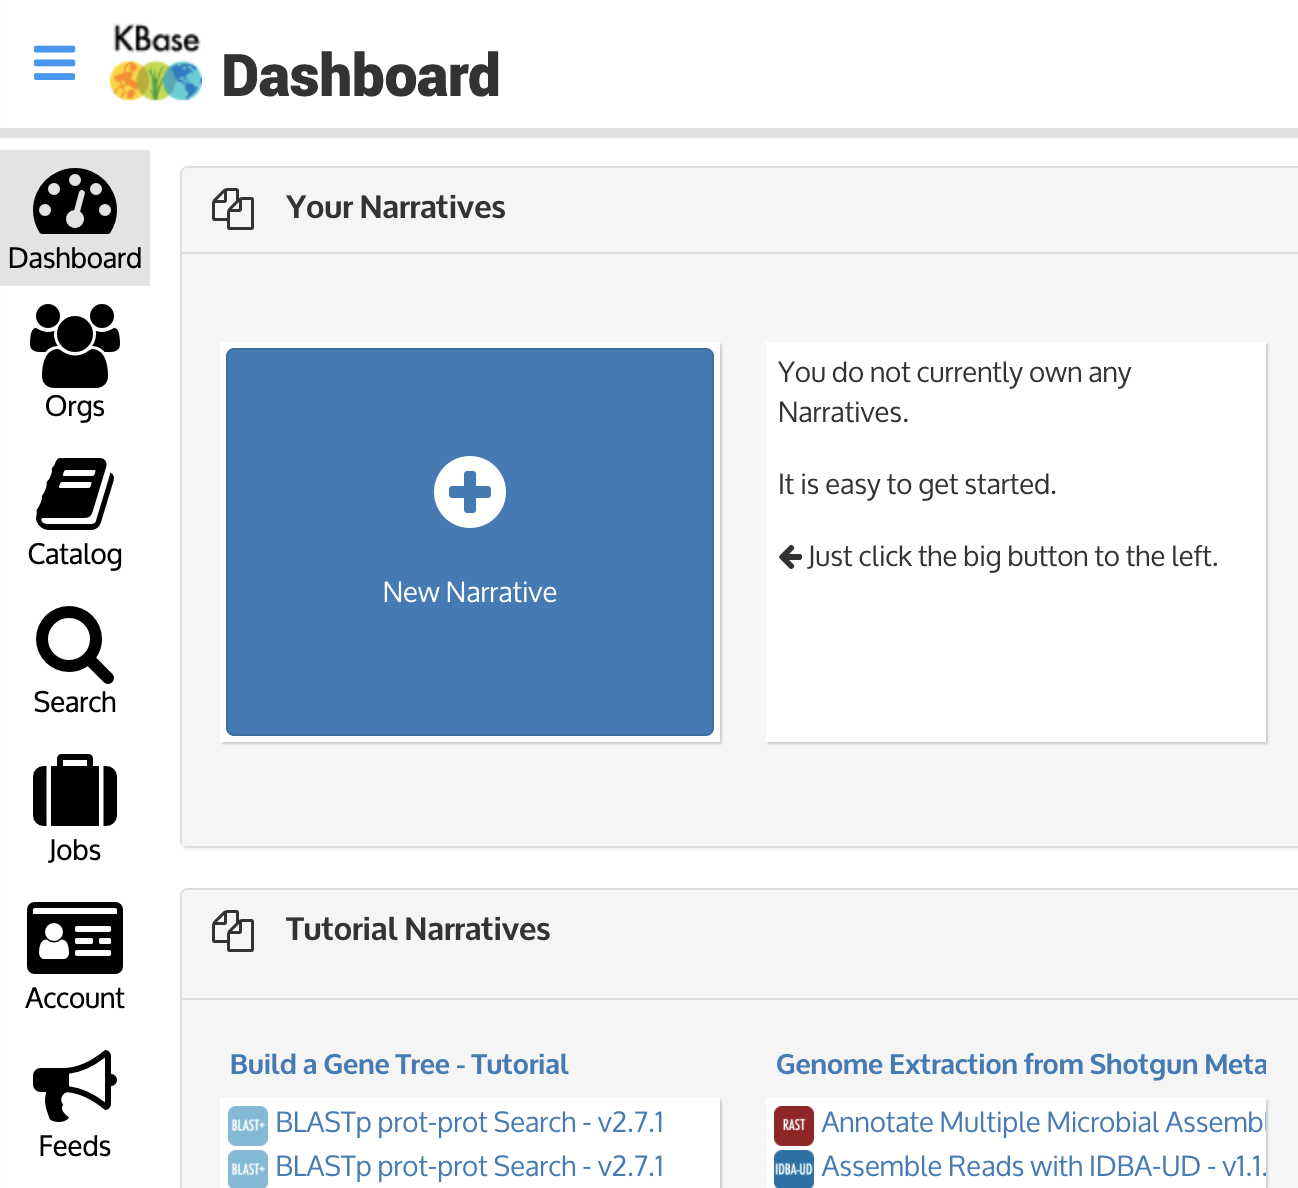 KBase
Dashboard
Dashboard
Orgs
Catalog
Search
Jobs
Account
Feeds
Your Narratives
New Narrative
You do not currently own any
Narratives.
It is easy to get started.
Just click the big button to the left.
Tutorial Narratives
Build a Gene Tree - Tutorial
BLAST+ BLASTp prot-prot Search - v2.7.1
BLAST+ BLASTp prot-prot Search - v2.7.1
Genome Extraction from Shotgun Meta
RAST Annotate Multiple Microbial Assembl
IDBA-UD Assemble Reads with IDBA-UD - v1.1.